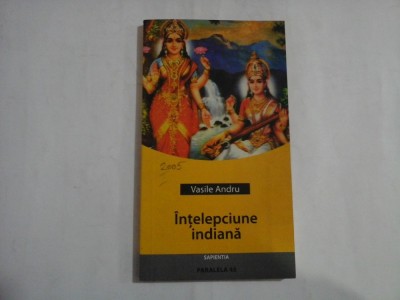 2005
Vasile Andru
Înțelepciune
indiană
SAPIENTIA
PARALELA 45